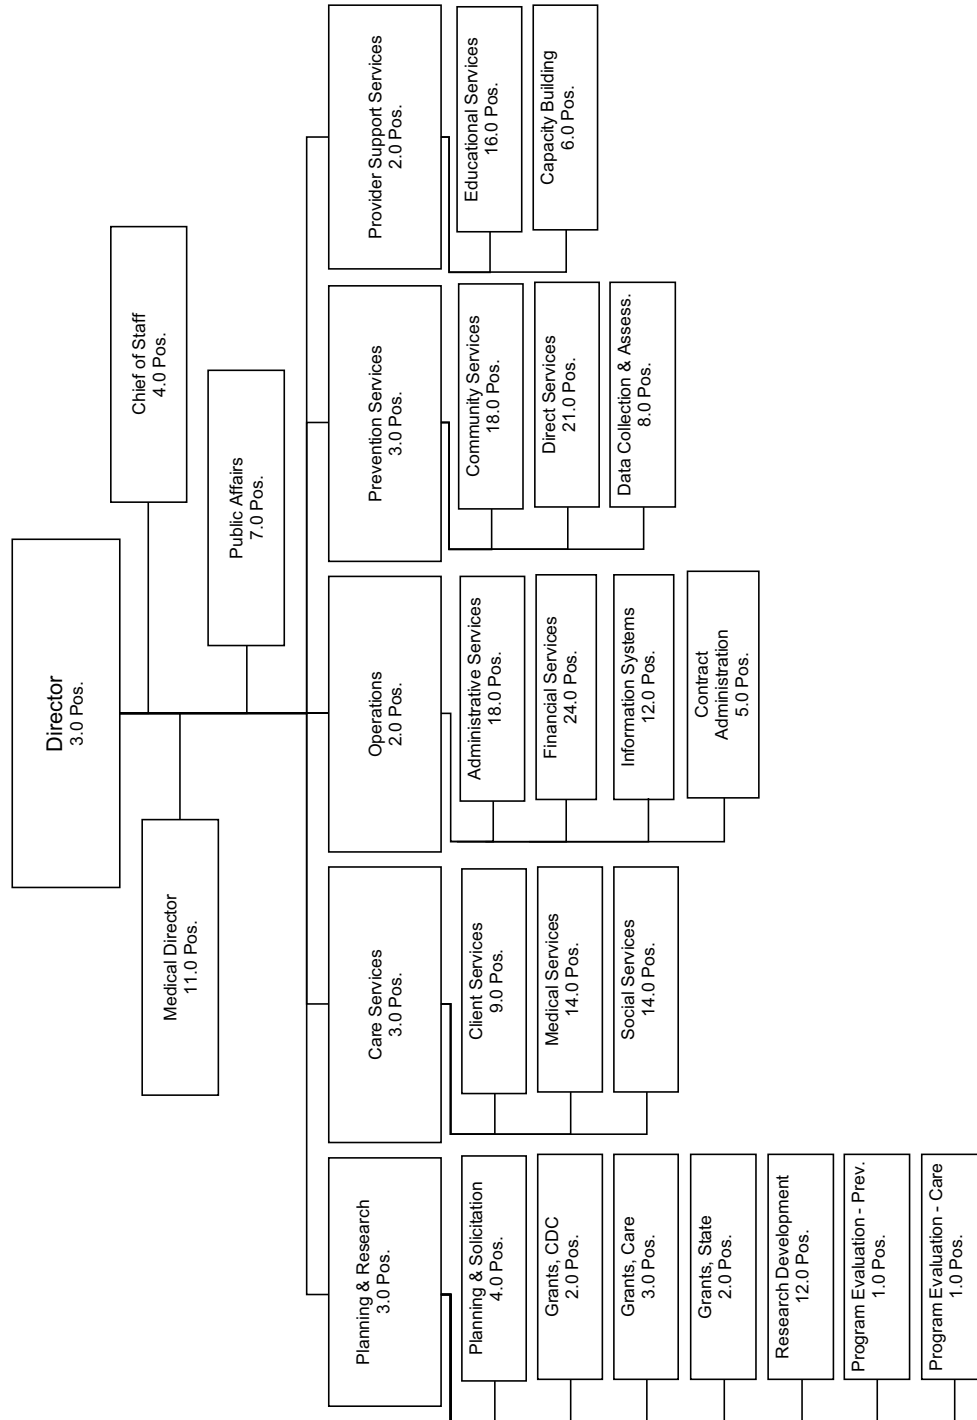 Director
3.0 Pos.
Chief of Staff
4.0 Pos.
Medical Director
11.0 Pos.
Public Affairs
7.0 Pos.
Planning & Research
3.0 Pos.
Planning & Solicitation
4.0 Pos.
Grants, CDC
2.0 Pos.
Grants, Care
3.0 Pos.
Grants, State
2.0 Pos.
Research Development
12.0 Pos.
Program Evaluation - Prev.
1.0 Pos.
Program Evaluation - Care
1.0 Pos.
Care Services
3.0 Pos.
Client Services
9.0 Pos.
Medical Services
14.0 Pos.
Social Services
14.0 Pos.
Operations
2.0 Pos.
Administrative Services
18.0 Pos.
Financial Services
24.0 Pos.
Information Systems
12.0 Pos.
Contract
Administration
5.0 Pos.
Prevention Services
3.0 Pos.
Community Services
18.0 Pos.
Direct Services
21.0 Pos.
Data Collection & Assess.
8.0 Pos.
Provider Support Services
2.0 Pos.
Educational Services
16.0 Pos.
Capacity Building
6.0 Pos.